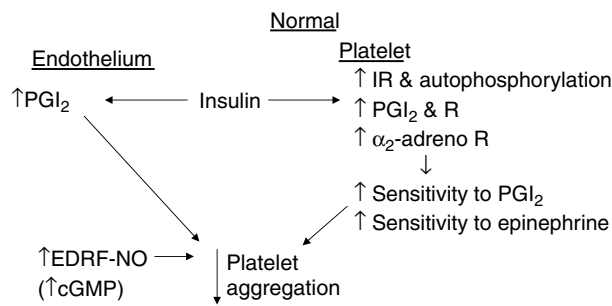 Normal
Endothelium
Platelet
↑PGI₂
Insulin
↑ IR & autophosphorylation
↑ PGI₂ & R
↑ α₂-adreno R
↓
↑ Sensitivity to PGI₂
↑ Sensitivity to epinephrine
↑EDRF-NO
(↑cGMP)
↓ Platelet
aggregation